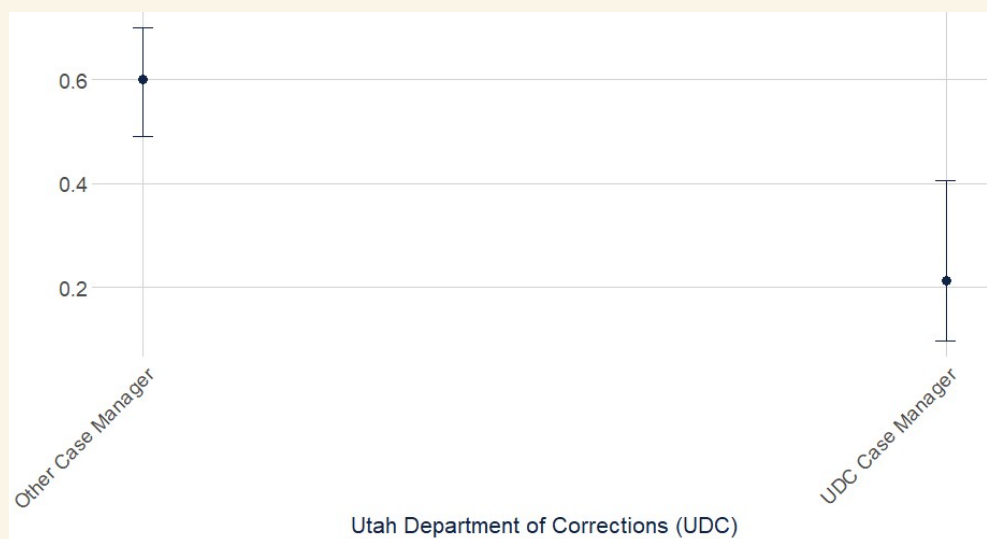 0.6
0.4
0.2
Other Case Manager
UDC Case Manager
Utah Department of Corrections (UDC)